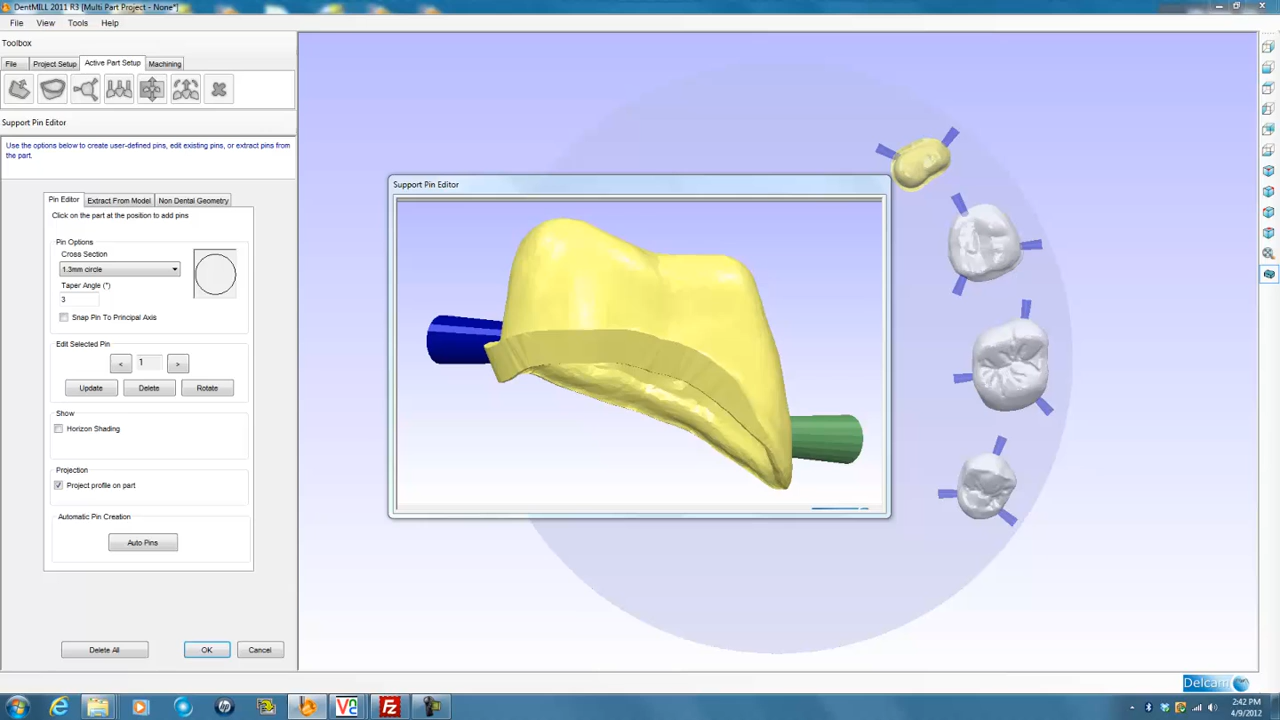 DentMILL 2011 R3 [Multi Part Project - None*]
File View Tools Help
Toolbox
File Project Setup Active Part Setup Machining
Support Pin Editor
Use the options below to create user-defined pins, edit existing pins, or extract pins from
the part.
Pin Editor Extract From Model Non Dental Geometry
Click on the part at the position to add pins
Pin Options
Cross Section
1.3mm circle
Taper Angle (°)
3
Snap Pin To Principal Axis
Edit Selected Pin
< 1 >
Update Delete Rotate
Show
Horizon Shading
Projection
Project profile on part
Automatic Pin Creation
Auto Pins
Delete All OK Cancel
Support Pin Editor
Delcam
2:42 PM
4/9/2012